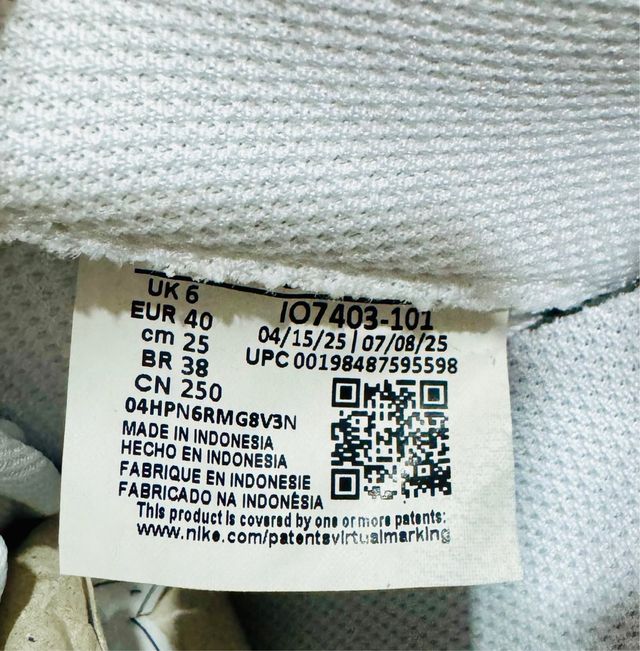 UK 6
EUR 40
cm 25
BR 38
CN 250
IO7403-101
04/15/25 | 07/08/25
UPC 00198487595598
04HPN6RMG8V3N
MADE IN INDONESIA
HECHO EN INDONESIA
FABRIQUE EN INDONESIE
FABRICADO NA INDONÉSIA
This product is covered by one or more patents:
www.nike.com/patentsvirtualmarking